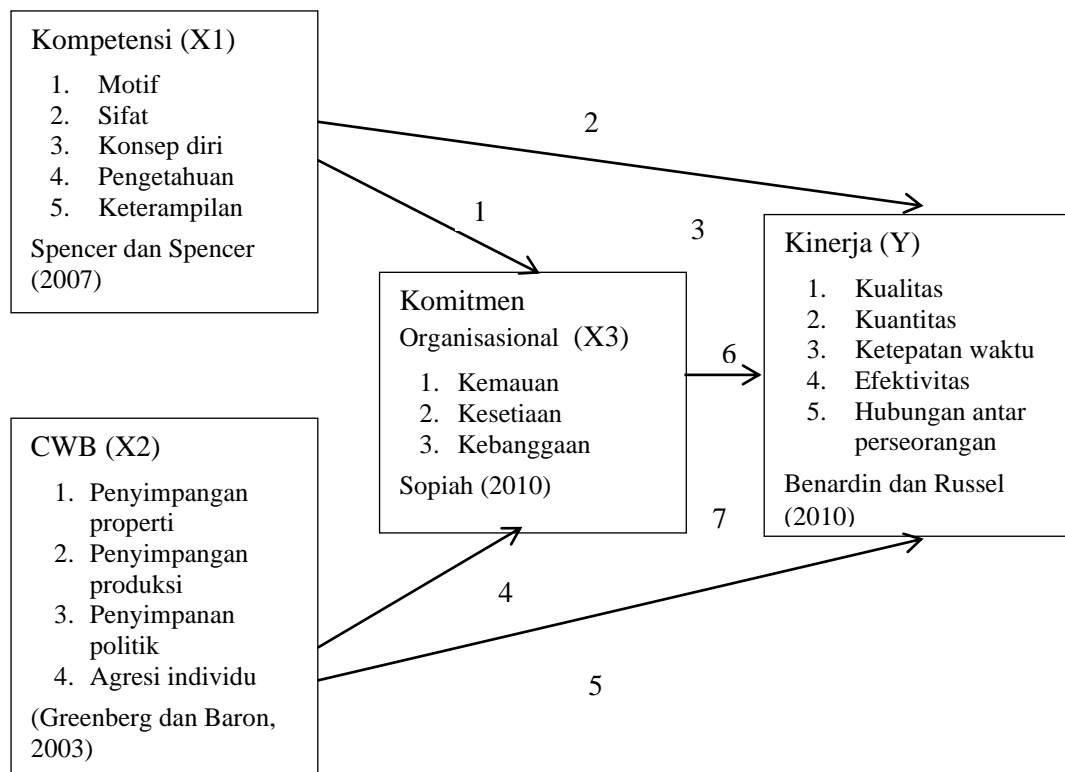 Kompetensi (X1)
1. Motif
2. Sifat
3. Konsep diri
4. Pengetahuan
5. Keterampilan
Spencer dan Spencer
(2007)
2
1
3
Kinerja (Y)
1. Kualitas
2. Kuantitas
3. Ketepatan waktu
4. Efektivitas
5. Hubungan antar
perseorangan
Benardin dan Russel
(2010)
Komitmen
Organisasional (X3)
1. Kemauan
2. Kesetiaan
3. Kebanggaan
Sopiah (2010)
6
CWB (X2)
1. Penyimpangan
properti
2. Penyimpangan
produksi
3. Penyimpanan
politik
4. Agresi individu
(Greenberg dan Baron,
2003)
7
4
5